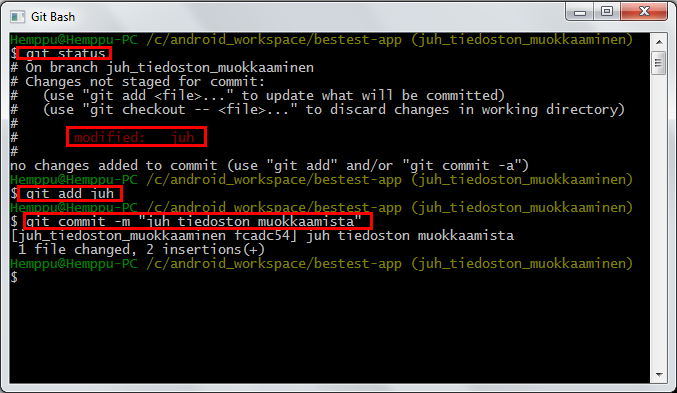 Git Bash
Hemppu@Hemppu-PC /c/android_workspace/bestest-app (juh_tiedoston_muokkaaminen)
$ git status
# On branch juh_tiedoston_muokkaaminen
# Changes not staged for commit:
#   (use "git add <file>..." to update what will be committed)
#   (use "git checkout -- <file>..." to discard changes in working directory)
#
#       modified:   juh
#
no changes added to commit (use "git add" and/or "git commit -a")
Hemppu@Hemppu-PC /c/android_workspace/bestest-app (juh_tiedoston_muokkaaminen)
$ git add juh
Hemppu@Hemppu-PC /c/android_workspace/bestest-app (juh_tiedoston_muokkaaminen)
$ git commit -m "juh tiedoston muokkaamista"
[juh_tiedoston_muokkaaminen fcadc54] juh tiedoston muokkaamista
 1 file changed, 2 insertions(+)
Hemppu@Hemppu-PC /c/android_workspace/bestest-app (juh_tiedoston_muokkaaminen)
$